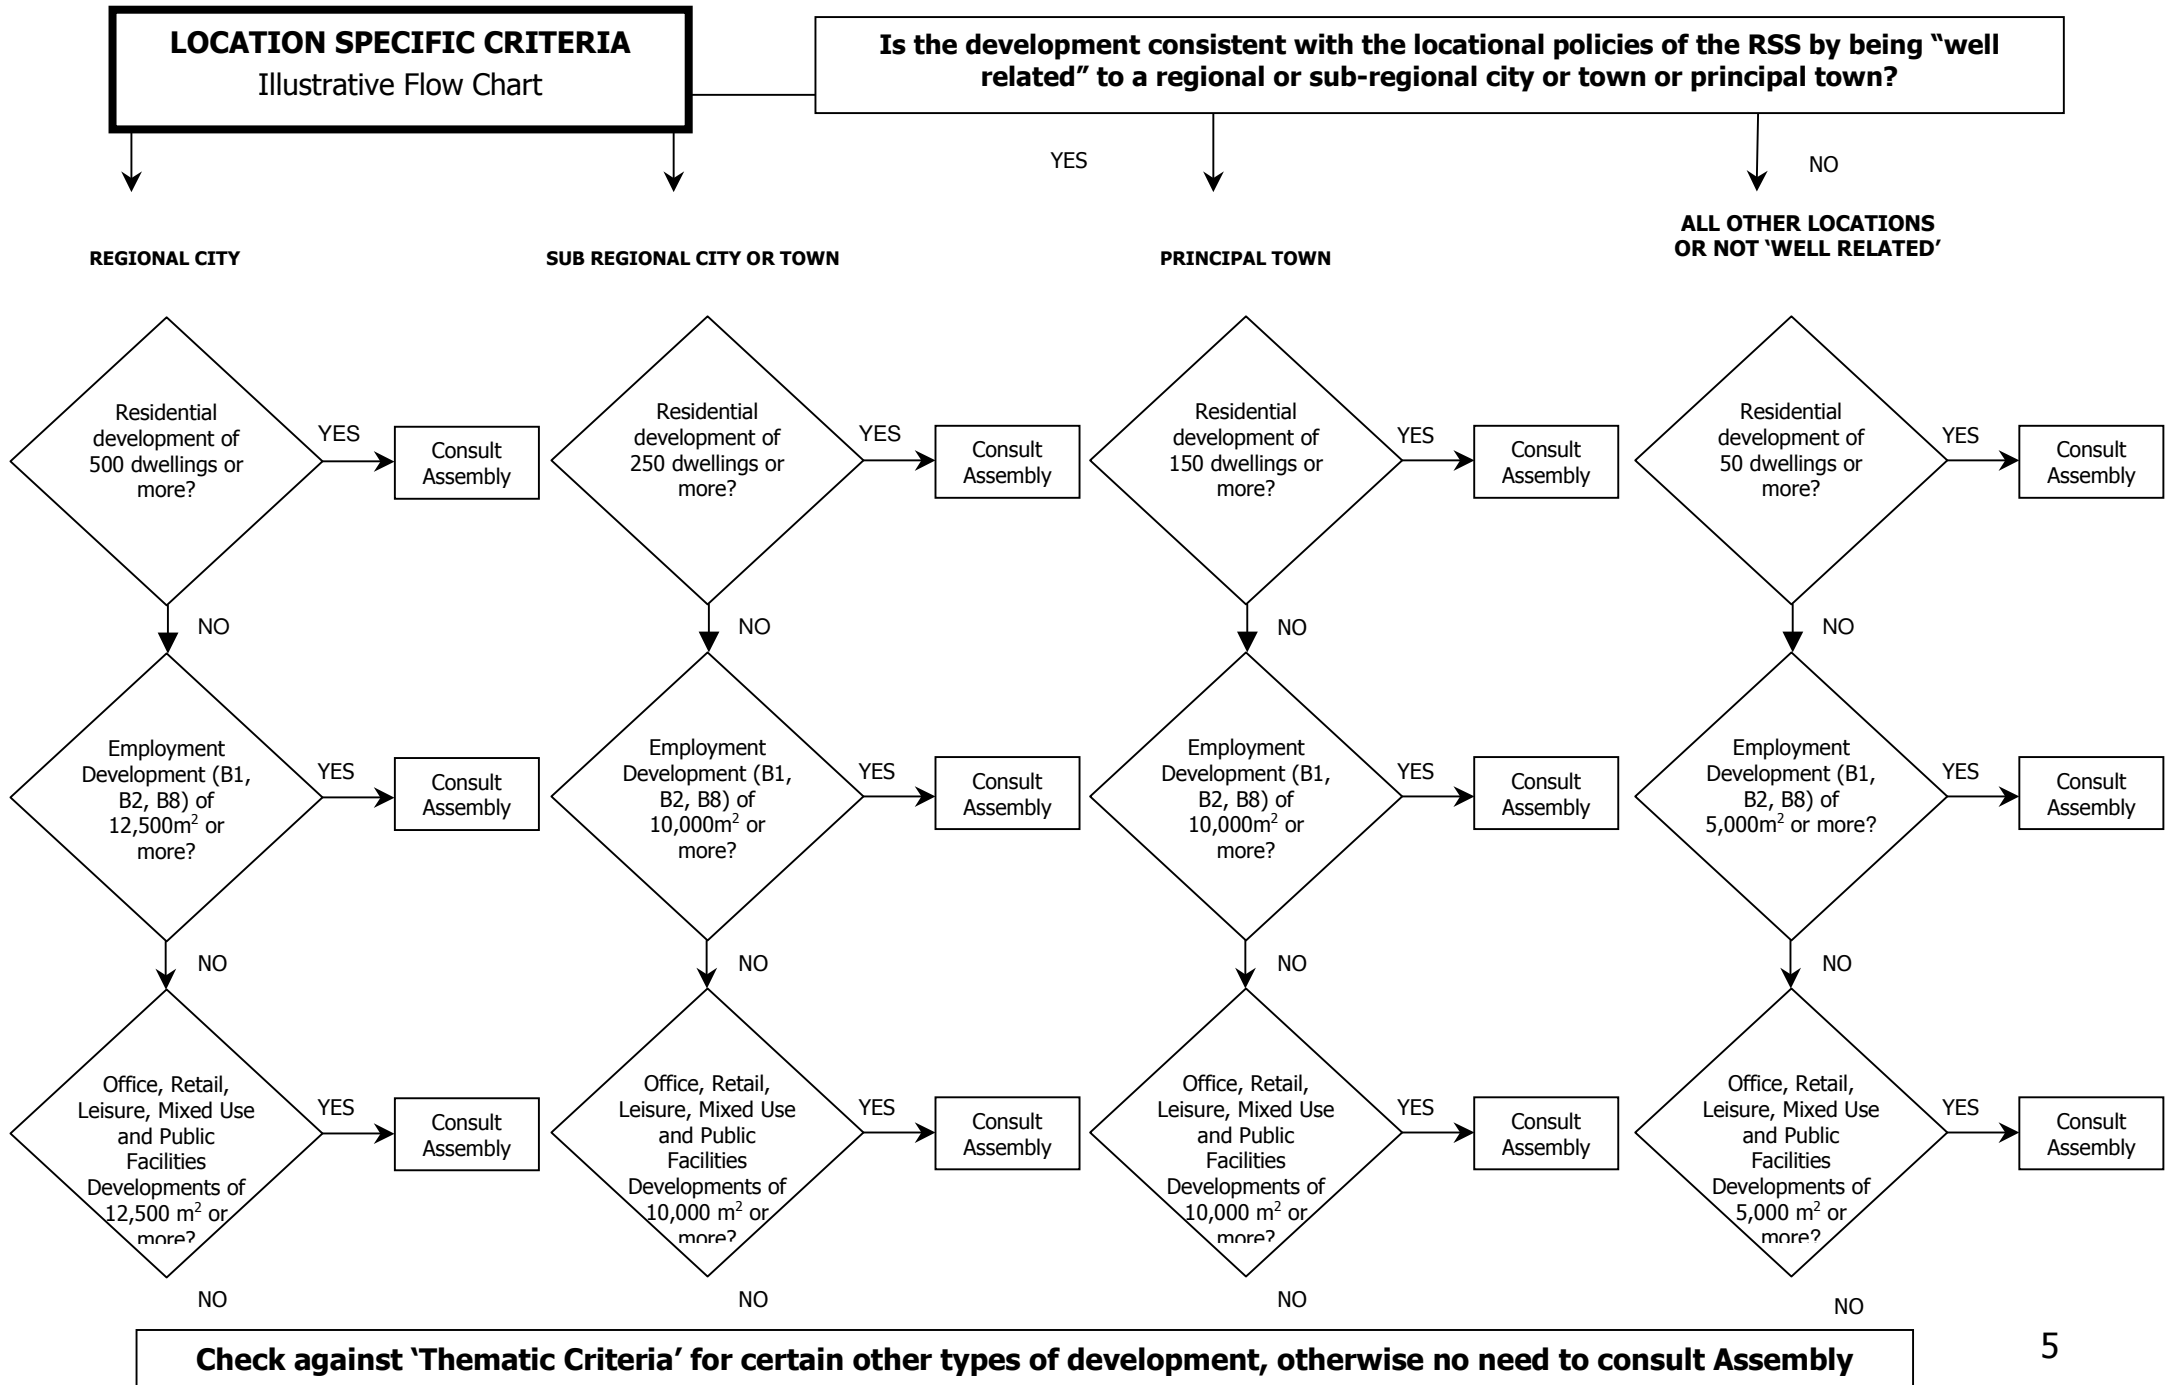 LOCATION SPECIFIC CRITERIA
Illustrative Flow Chart
Is the development consistent with the locational policies of the RSS by being “well
related” to a regional or sub-regional city or town or principal town?
YES
NO
REGIONAL CITY
SUB REGIONAL CITY OR TOWN
PRINCIPAL TOWN
ALL OTHER LOCATIONS
OR NOT ‘WELL RELATED’
Residential
development of
500 dwellings or
more?
YES
Consult
Assembly
Residential
development of
250 dwellings or
more?
YES
Consult
Assembly
Residential
development of
150 dwellings or
more?
YES
Consult
Assembly
Residential
development of
50 dwellings or
more?
YES
Consult
Assembly
NO
NO
NO
NO
Employment
Development (B1,
B2, B8) of
12,500m² or
more?
YES
Consult
Assembly
Employment
Development (B1,
B2, B8) of
10,000m² or
more?
YES
Consult
Assembly
Employment
Development (B1,
B2, B8) of
10,000m² or
more?
YES
Consult
Assembly
Employment
Development (B1,
B2, B8) of
5,000m² or more?
YES
Consult
Assembly
NO
NO
NO
NO
Office, Retail,
Leisure, Mixed Use
and Public
Facilities
Developments of
12,500 m² or
more?
YES
Consult
Assembly
Office, Retail,
Leisure, Mixed Use
and Public
Facilities
Developments of
10,000 m² or
more?
YES
Consult
Assembly
Office, Retail,
Leisure, Mixed Use
and Public
Facilities
Developments of
10,000 m² or
more?
YES
Consult
Assembly
Office, Retail,
Leisure, Mixed Use
and Public
Facilities
Developments of
5,000 m² or
more?
YES
Consult
Assembly
NO
NO
NO
NO
Check against ‘Thematic Criteria’ for certain other types of development, otherwise no need to consult Assembly
5